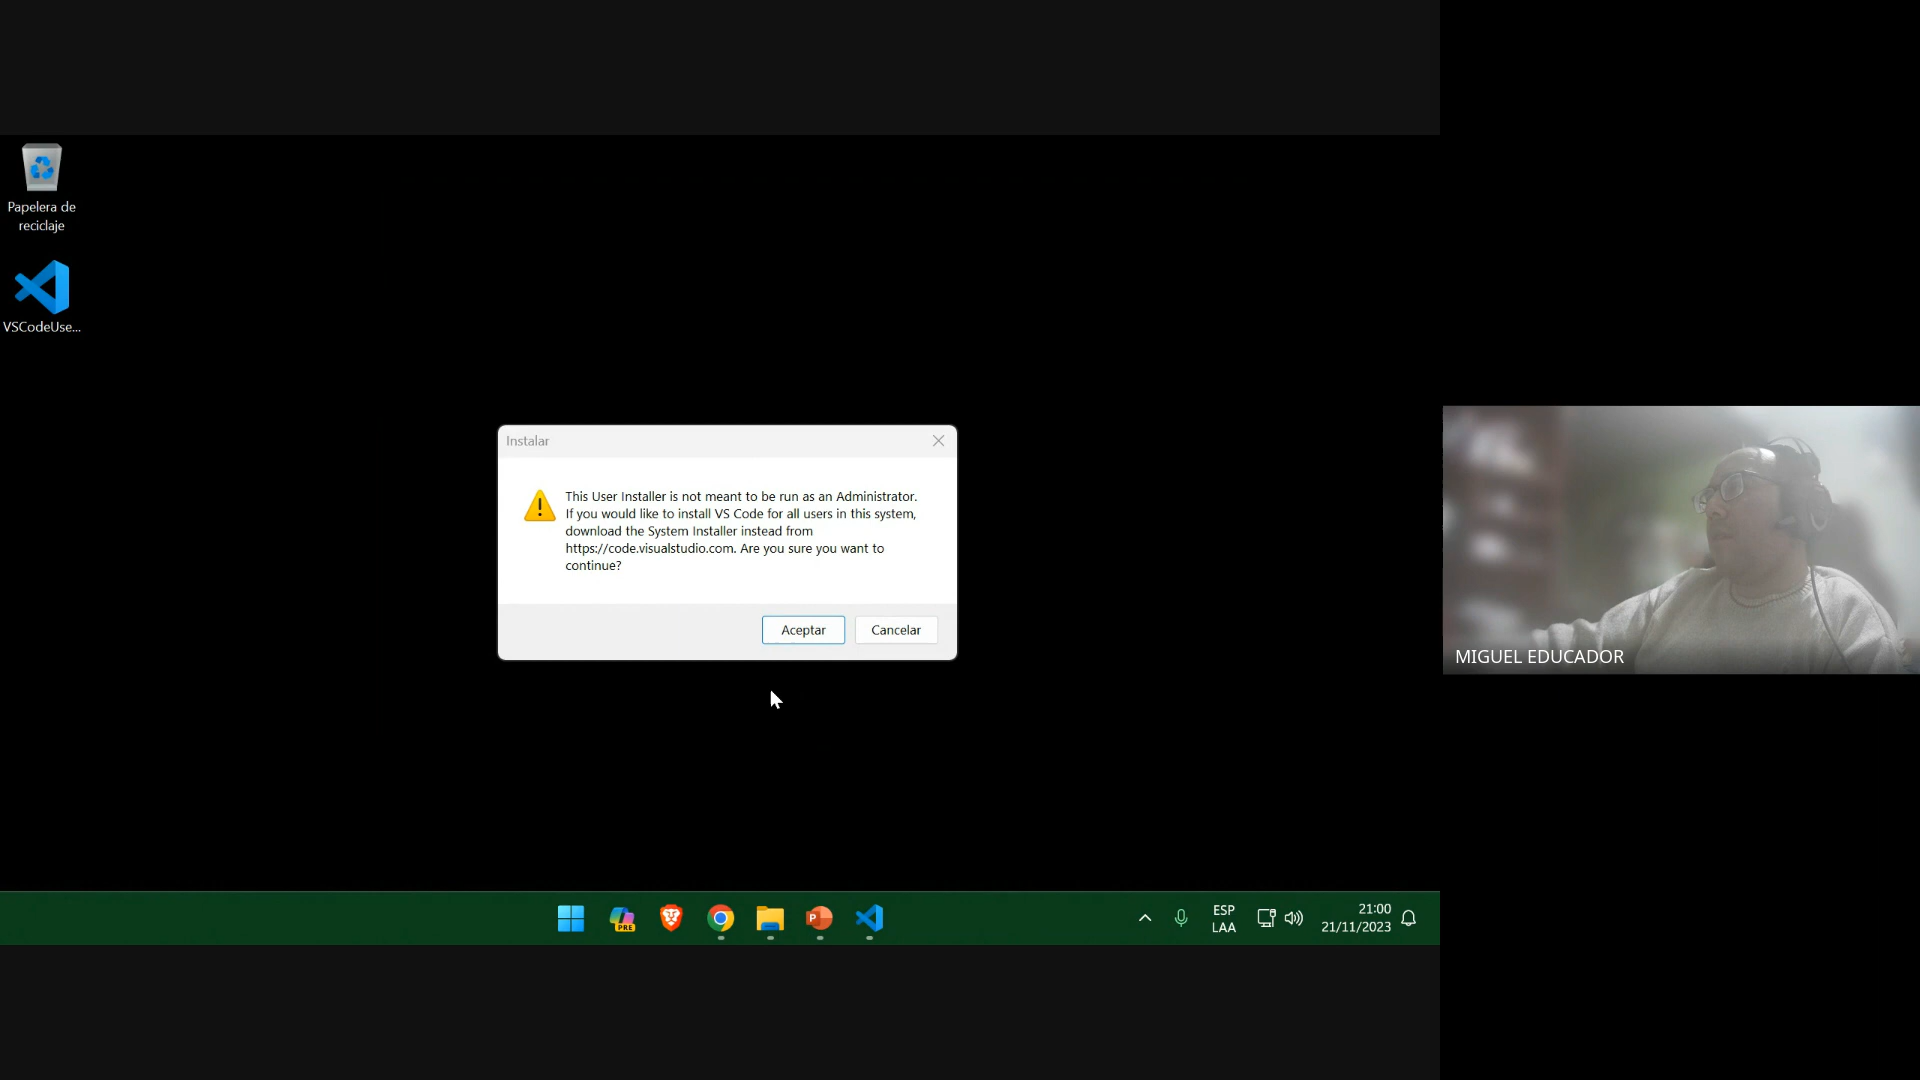 Papelera de
reciclaje
VSCodeUse...
Instalar
This User Installer is not meant to be run as an Administrator.
If you would like to install VS Code for all users in this system,
download the System Installer instead from
https://code.visualstudio.com. Are you sure you want to
continue?
Aceptar
Cancelar
MIGUEL EDUCADOR
PRE
P
ESP
LAA
21:00
21/11/2023